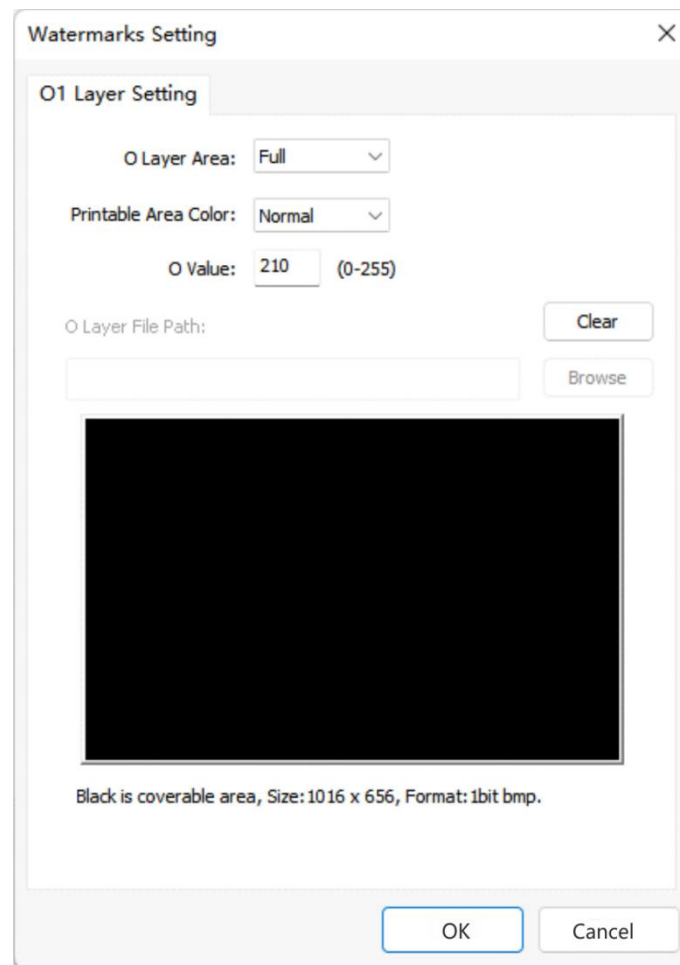 Watermarks Setting
O1 Layer Setting
O Layer Area: Full
Printable Area Color: Normal
O Value: 210 (0-255)
O Layer File Path:
Clear
Browse
Black is coverable area, Size:1016 x 656, Format:1bit bmp.
OK Cancel